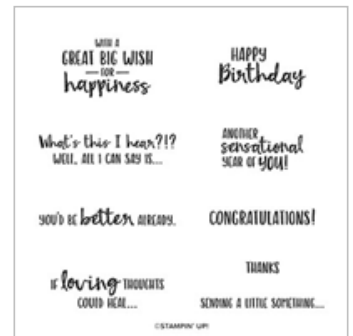 WITH A
GREAT BIG WISH
FOR
happiness
HAPPY
Birthday
What's this I hear?!?
WELL, ALL I CAN SAY IS...
ANOTHER
sensational
YEAR OF YOU!
YOU'D BE better ALREADY.
CONGRATULATIONS!
IF loving THOUGHTS
COULD HEAL...
THANKS
SENDING A LITTLE SOMETHING...
©STAMPIN' UP!